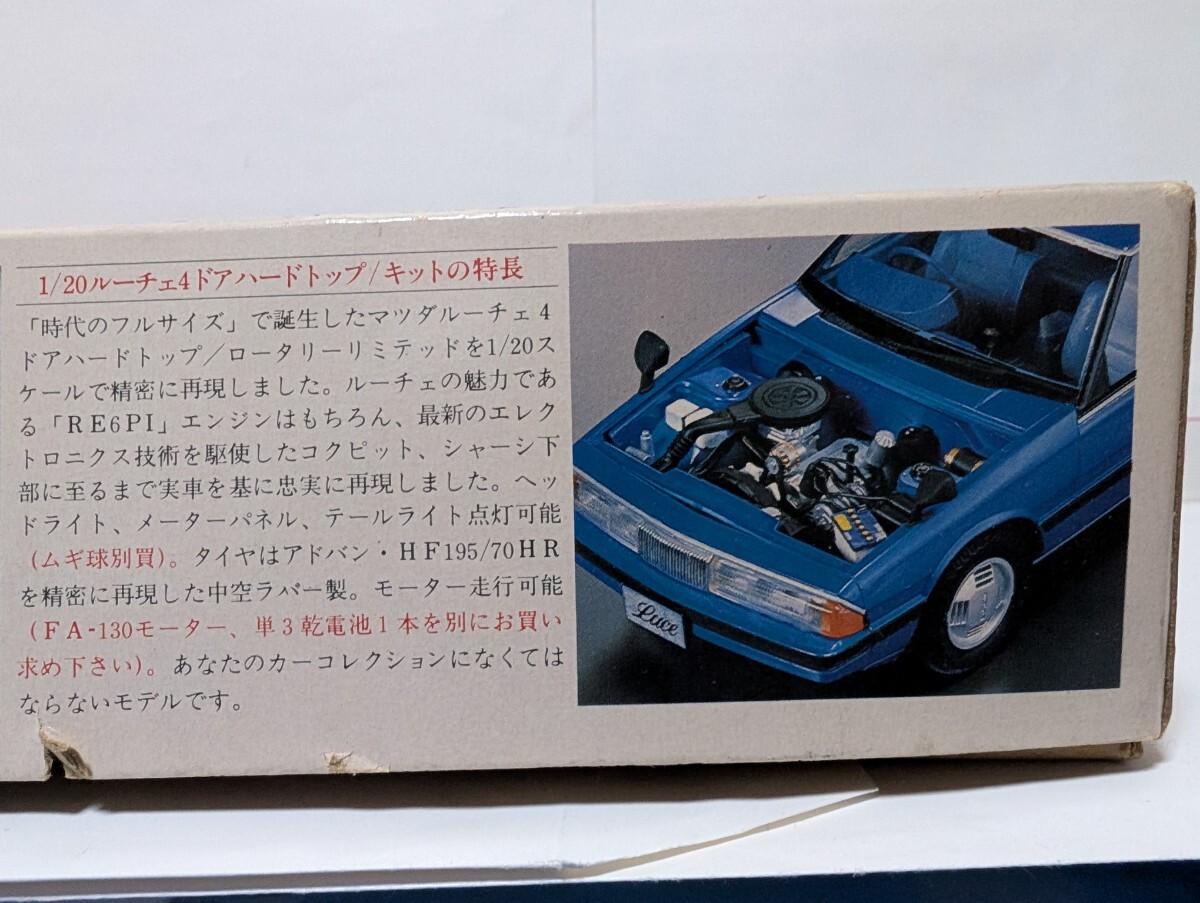 1/20ルーチェ4ドアハードトップ/キットの特長
「時代のフルサイズ」で誕生したマツダルーチェ4
ドアハードトップ/ロータリーリミテッドを1/20ス
ケールで精密に再現しました。ルーチェの魅力であ
る「RE6PI」エンジンはもちろん、最新のエレク
トロニクス技術を駆使したコクピット、シャーシ下
部に至るまで実車を基に忠実に再現しました。ヘッ
ドライト、メーターパネル、テールライト点灯可能
(ムギ球別買)。タイヤはアドバン・HF195/70HR
を精密に再現した中空ラバー製。モーター走行可能
(FA-130モーター、単3乾電池1本を別にお買い
求め下さい)。あなたのカーコレクションになくては
ならないモデルです。
Luce